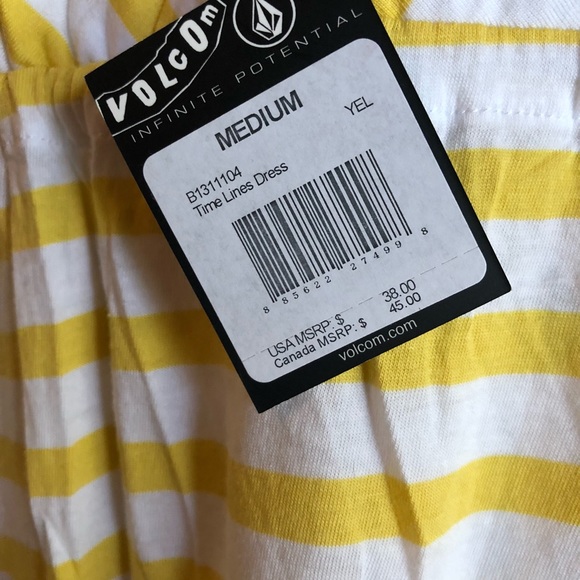 VOLCOM
INFINITE POTENTIAL
MEDIUM
YEL
B1311104
Time Lines Dress
8 85622 27499 8
USA MSRP: $ 38.00
Canada MSRP: $ 45.00
volcom.com